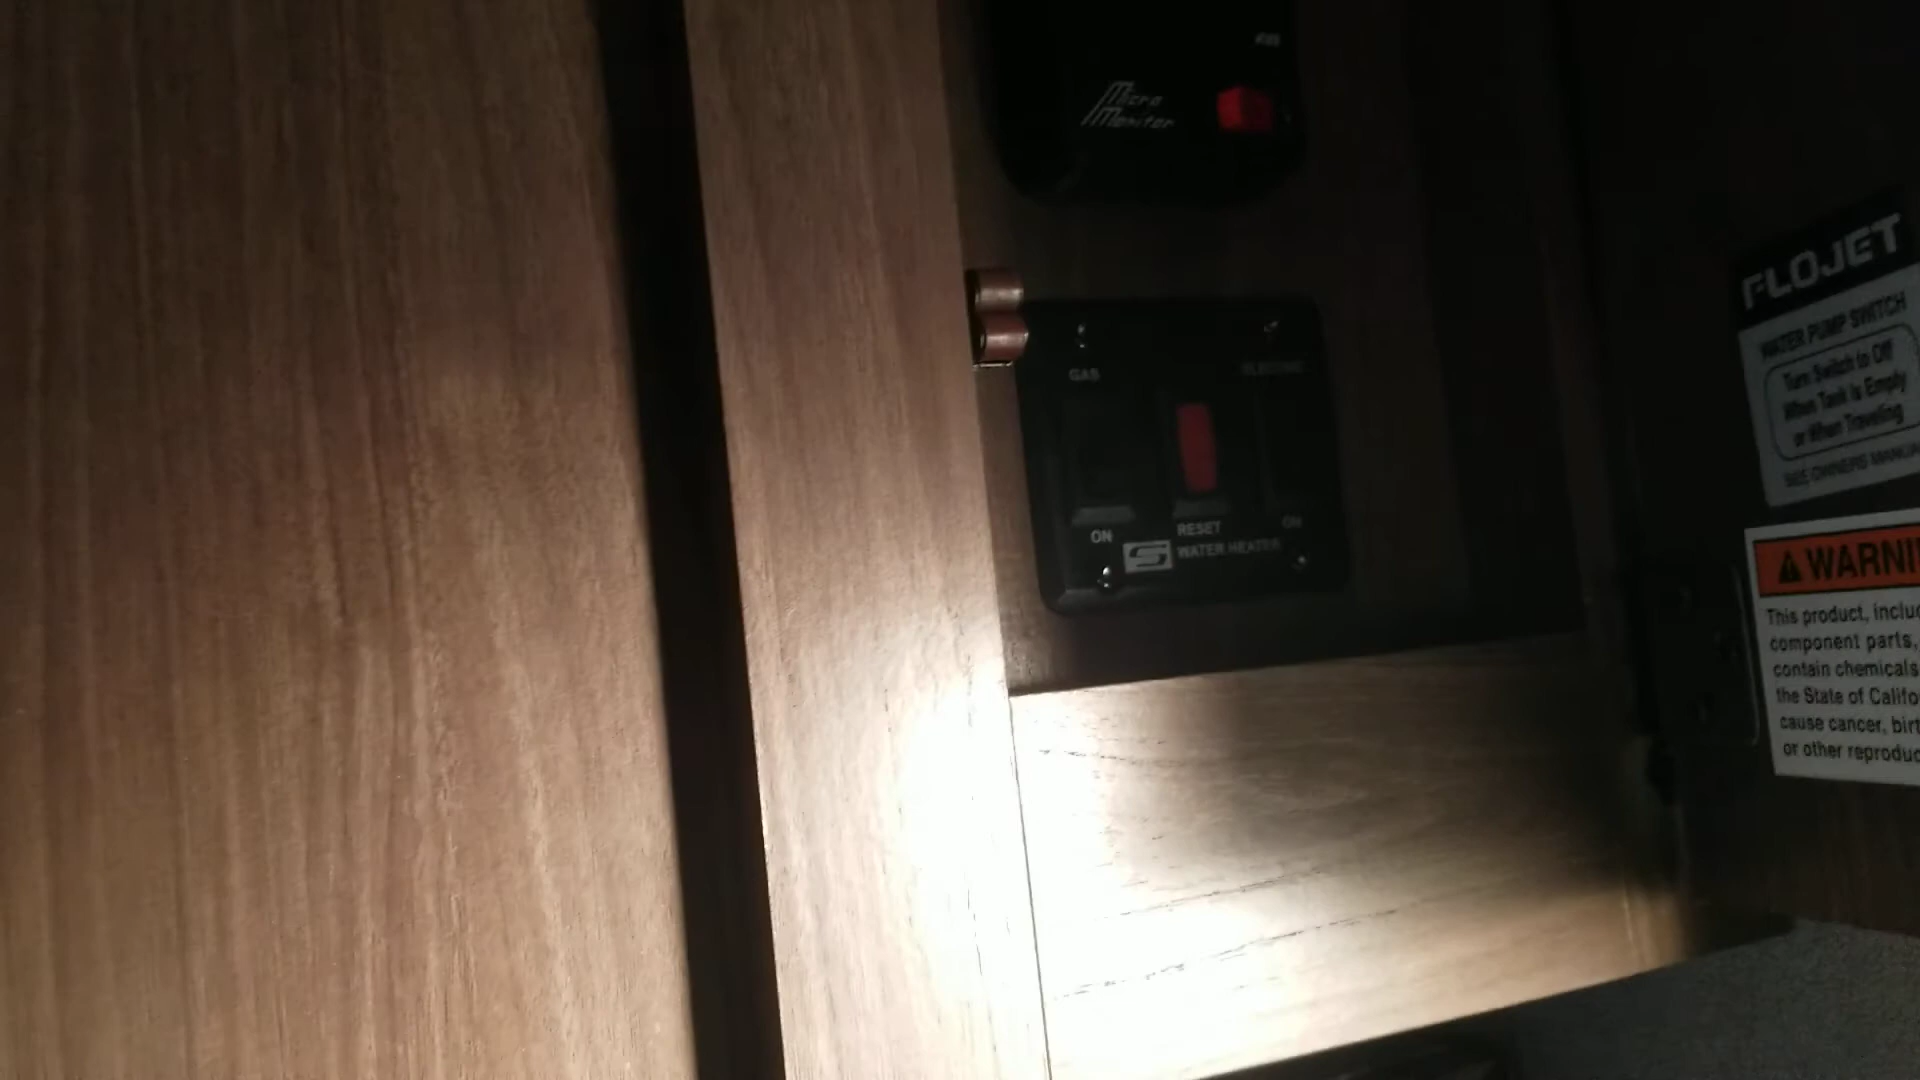 Micro
Monitor
GAS
ELECTRIC
ON
RESET
ON
WATER HEATER
FLOJET
WATER PUMP SWITCH
Turn Switch to Off
When Tank is Empty
or When Traveling
WARNI
This product, inclu
component parts,
contain chemicals
the State of Califo
cause cancer, birt
or other reproduc